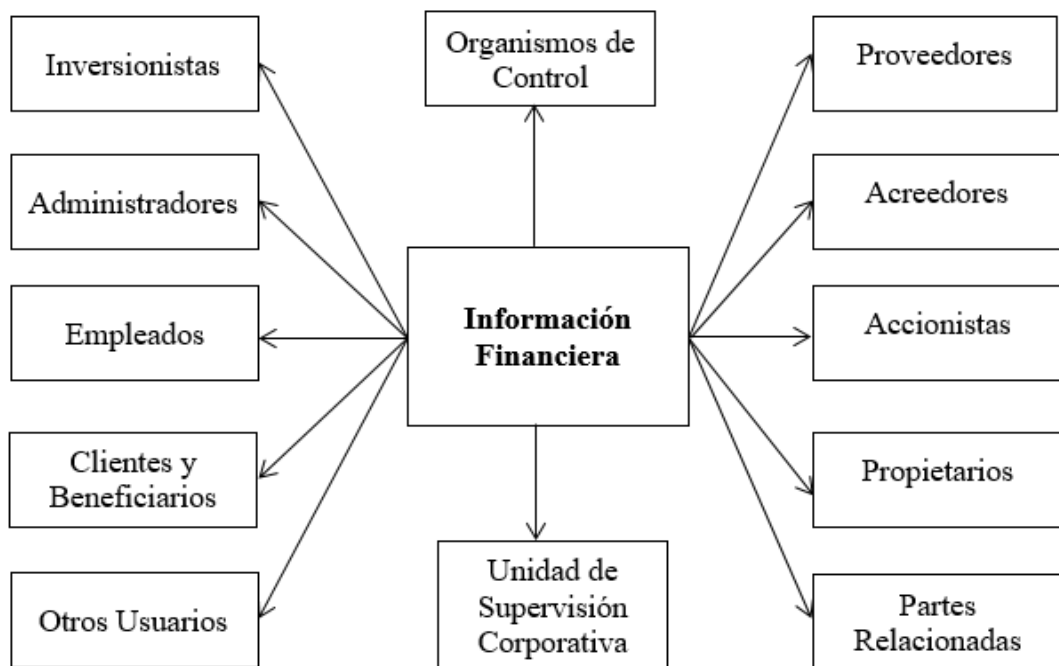 Inversionistas
Organismos de
Control
Proveedores
Administradores
Acreedores
Empleados
Información
Financiera
Accionistas
Clientes y
Beneficiarios
Propietarios
Otros Usuarios
Unidad de
Supervisión
Corporativa
Partes
Relacionadas